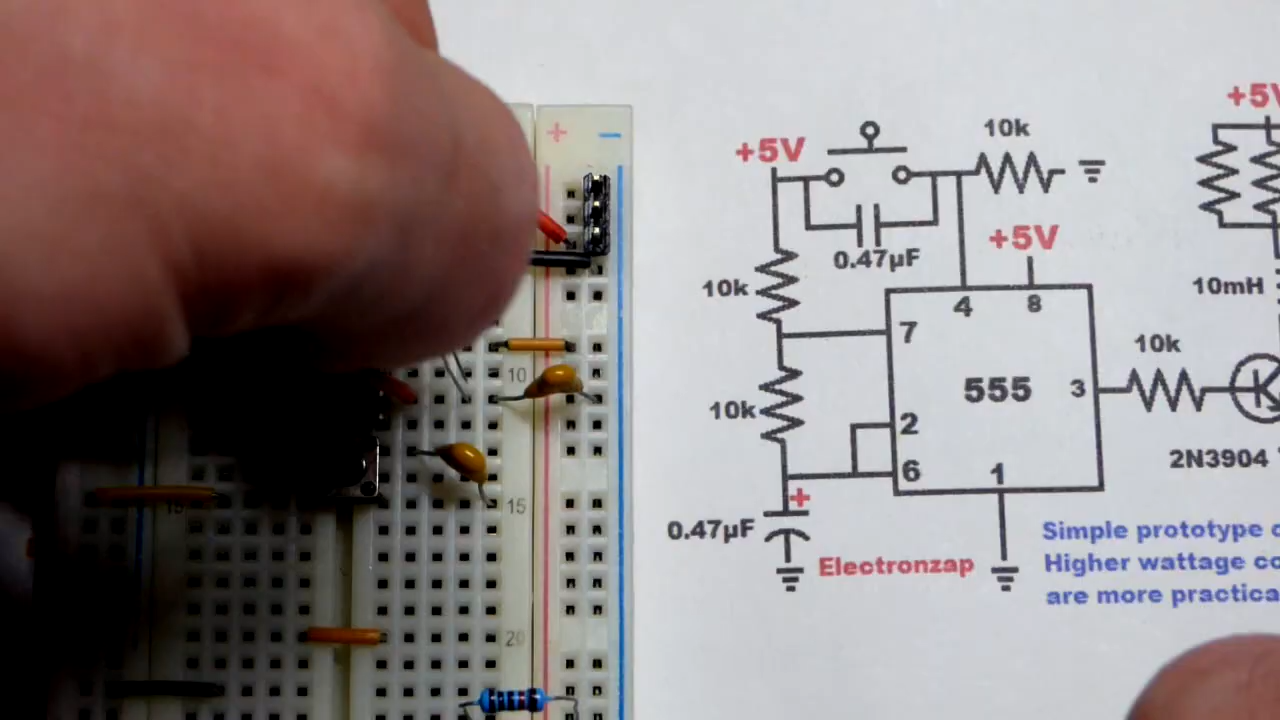 + −
10
15
15
20
+5V
10k
+5V
0.47µF
+5V
10k
10mH
4 8
7
10k
555
3
10k
2
6
1
2N3904
+
0.47µF
Electronzap
Simple prototype
Higher wattage
are more